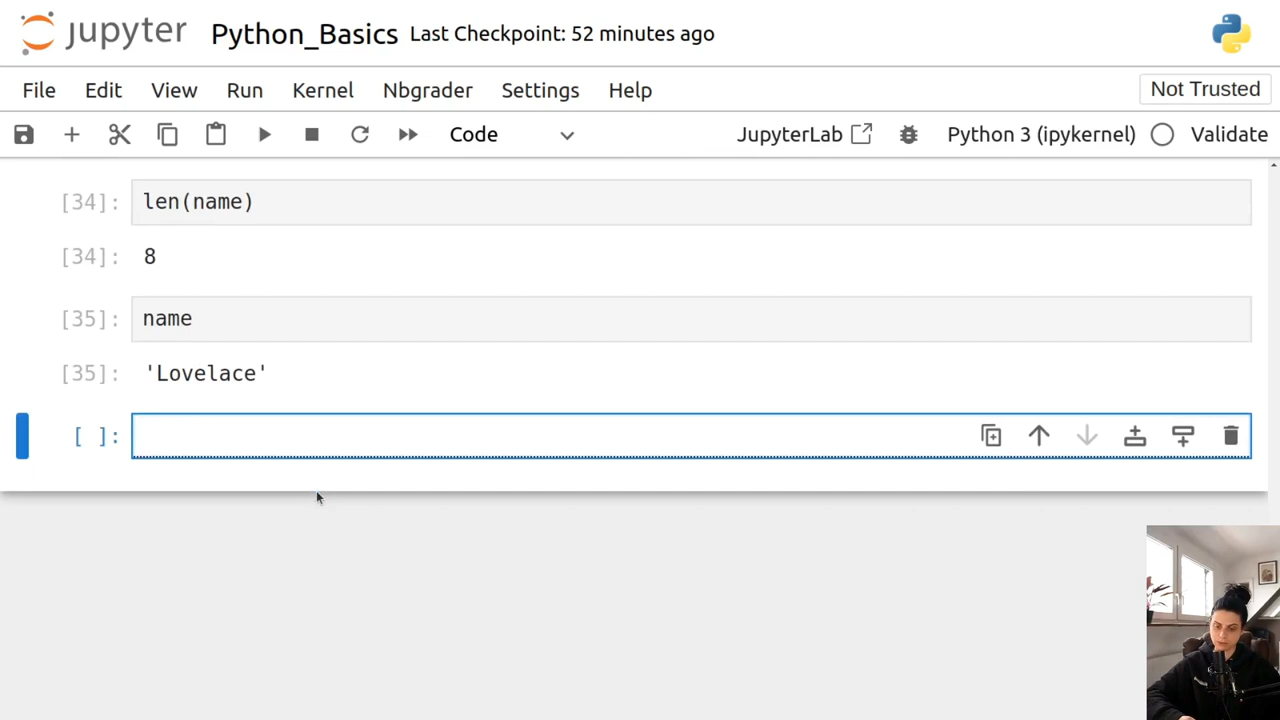 jupyter Python_Basics Last Checkpoint: 52 minutes ago
File Edit View Run Kernel Nbgrader Settings Help Not Trusted
Code JupyterLab Python 3 (ipykernel) Validate
[34]: len(name)
[34]: 8
[35]: name
[35]: 'Lovelace'
[ ]: